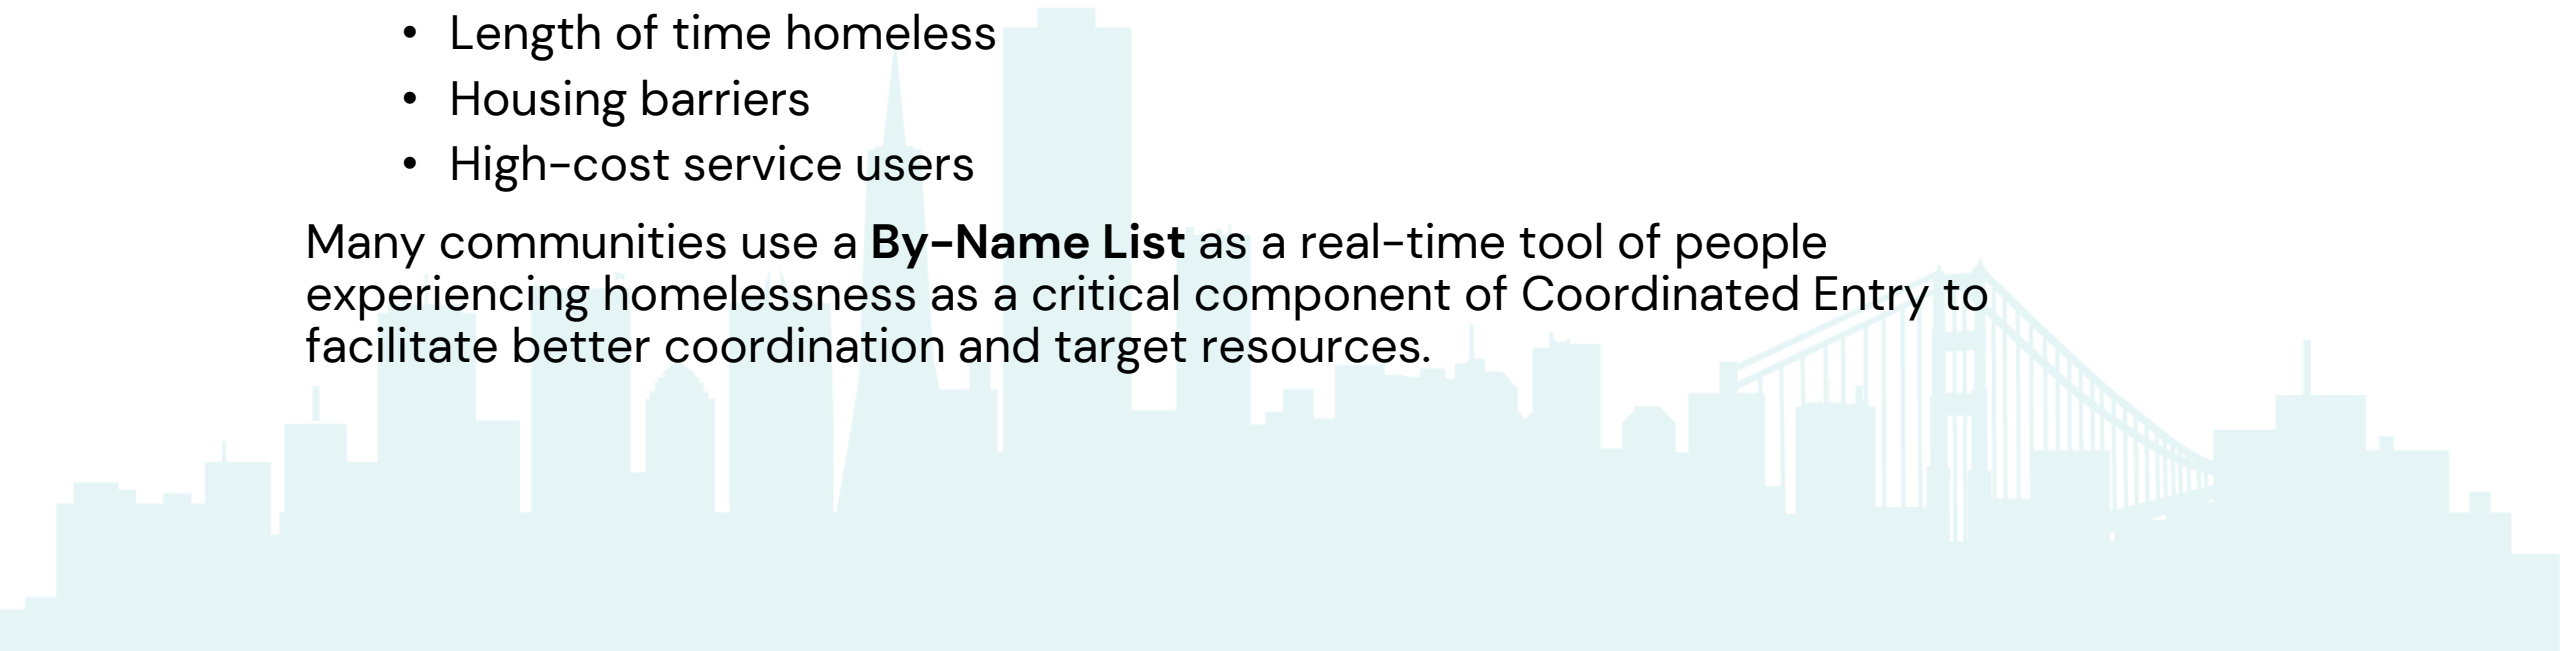 • Length of time homeless
• Housing barriers
• High-cost service users
Many communities use a By-Name List as a real-time tool of people
experiencing homelessness as a critical component of Coordinated Entry to
facilitate better coordination and target resources.